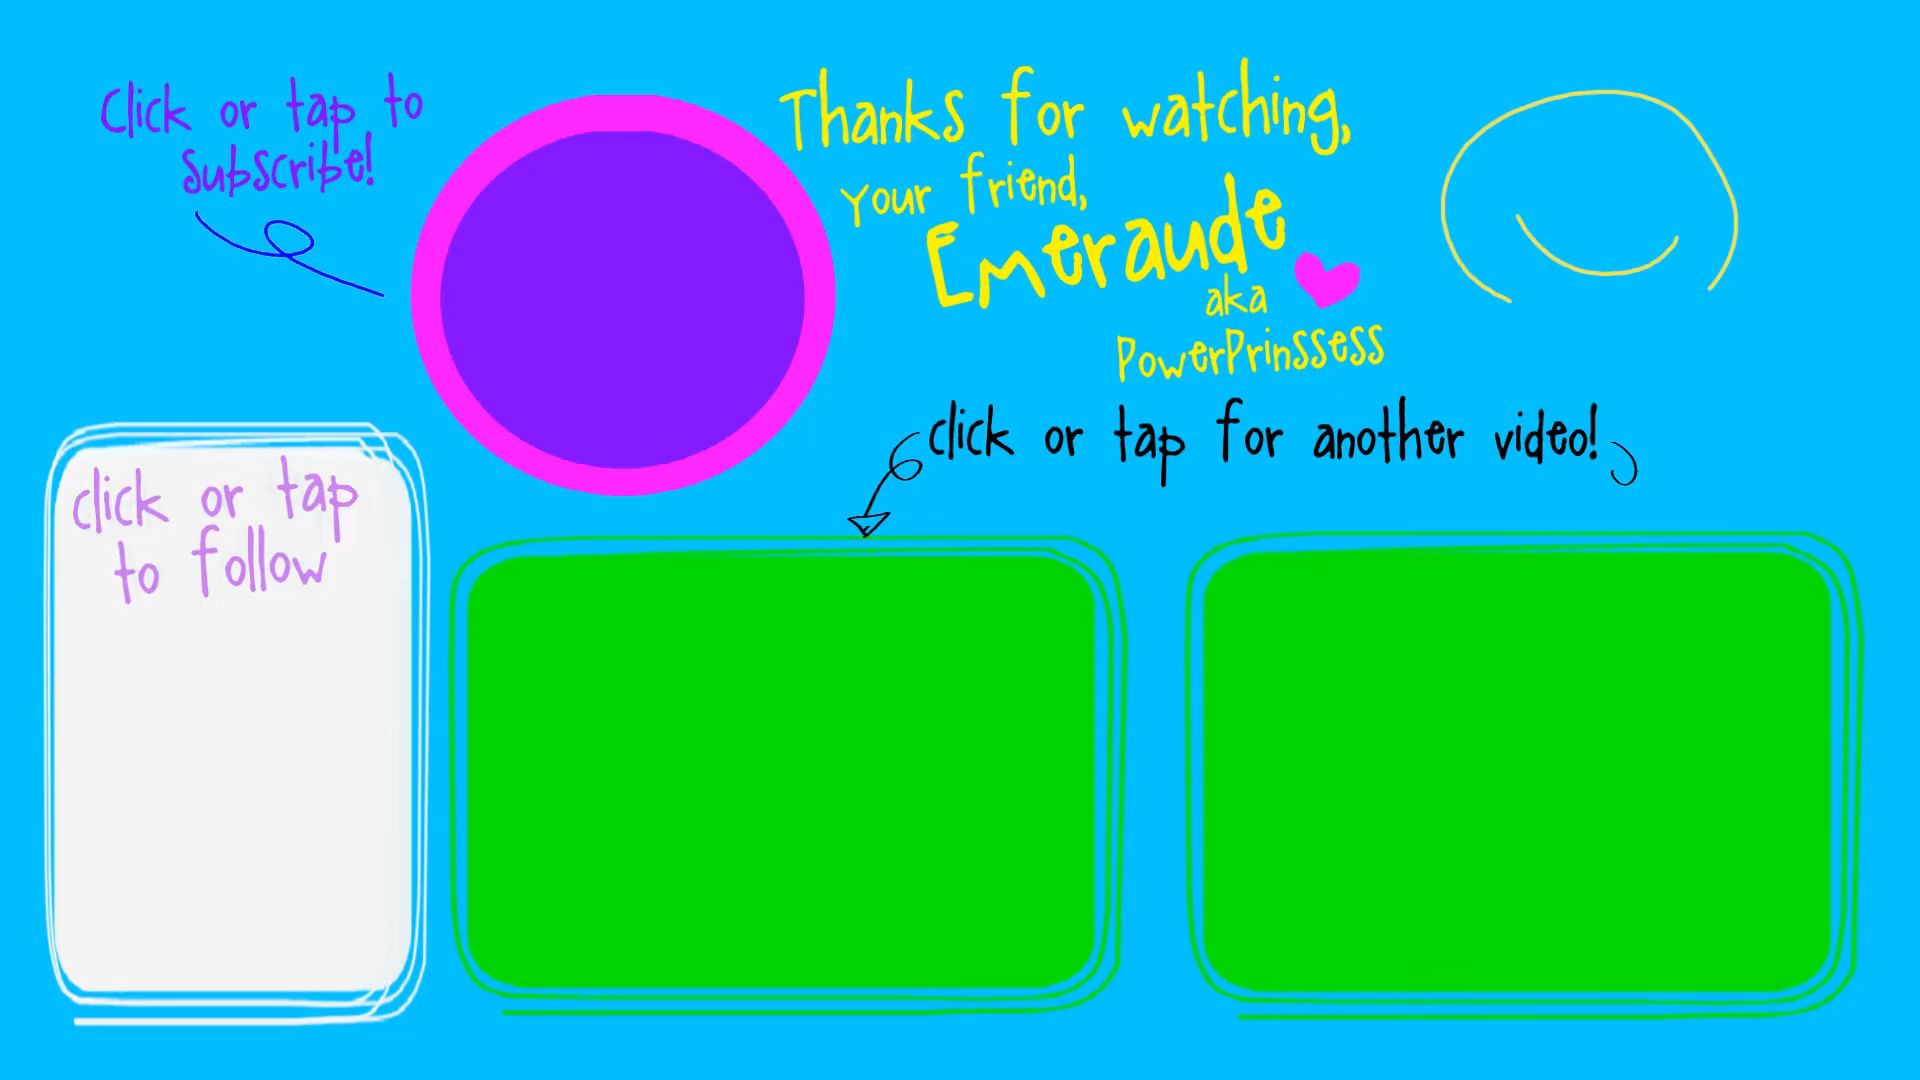 Click or tap to
subscribe!
Thanks for watching,
your friend,
Emeraude
aka
PowerPrinssess
click or tap for another video!
click or tap
to follow